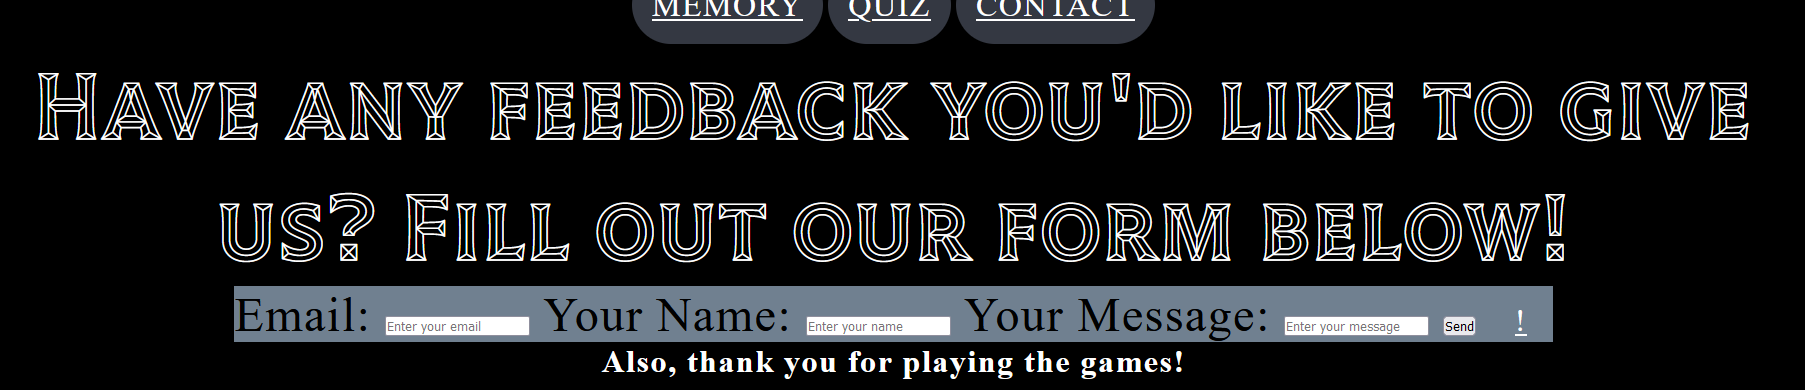 MEMORY QUIZ CONTACT
Have any feedback you'd like to give
us? Fill out our form below!
Email: Enter your email Your Name: Enter your name Your Message: Enter your message Send !
Also, thank you for playing the games!